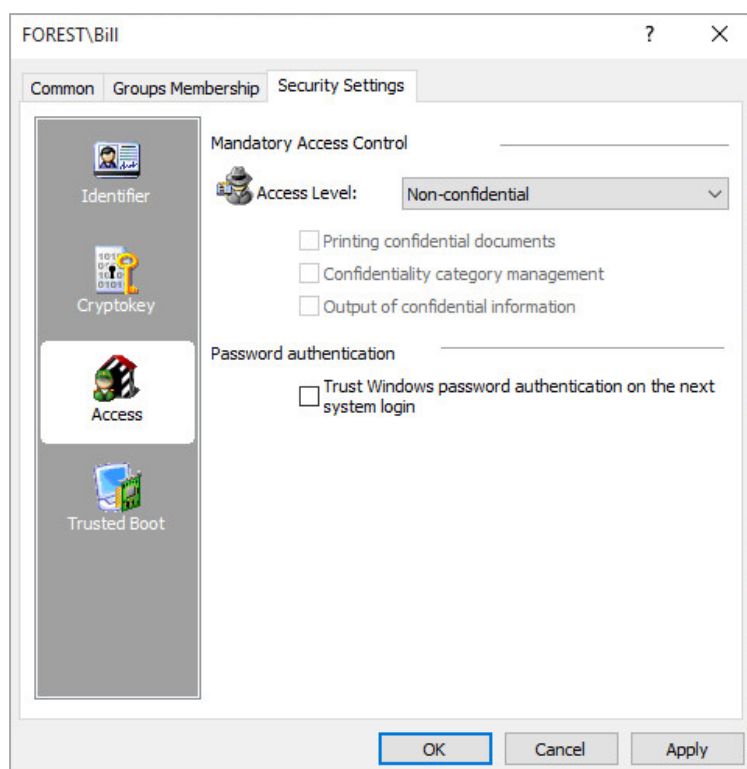 FOREST\Bill
?
Common Groups Membership Security Settings
Identifier
Cryptokey
Access
Trusted Boot
Mandatory Access Control
Access Level: Non-confidential
Printing confidential documents
Confidentiality category management
Output of confidential information
Password authentication
Trust Windows password authentication on the next
system login
OK Cancel Apply